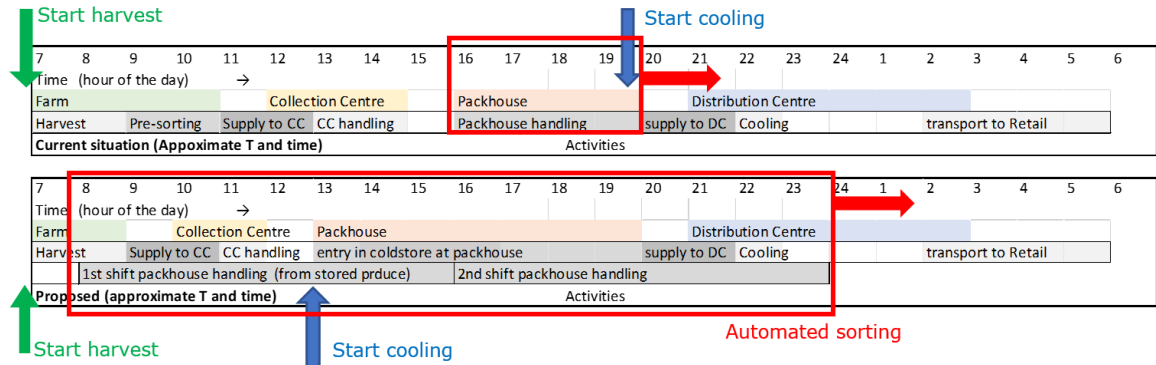 Start harvest
Start cooling
7 8 9 10 11 12 13 14 15 16 17 18 19 20 21 22 23 24 1 2 3 4 5 6
Time (hour of the day) →
Farm Collection Centre Packhouse Distribution Centre
Harvest Pre-sorting Supply to CC CC handling Packhouse handling supply to DC Cooling transport to Retail
Current situation (Appoximate T and time) Activities
7 8 9 10 11 12 13 14 15 16 17 18 19 20 21 22 23 24 1 2 3 4 5 6
Time (hour of the day) →
Farm Collection Centre Packhouse Distribution Centre
Harvest Supply to CC CC handling entry in coldstore at packhouse supply to DC Cooling transport to Retail
1st shift packhouse handling (from stored prduce) 2nd shift packhouse handling
Proposed (approximate T and time) Activities
Automated sorting
Start harvest
Start cooling